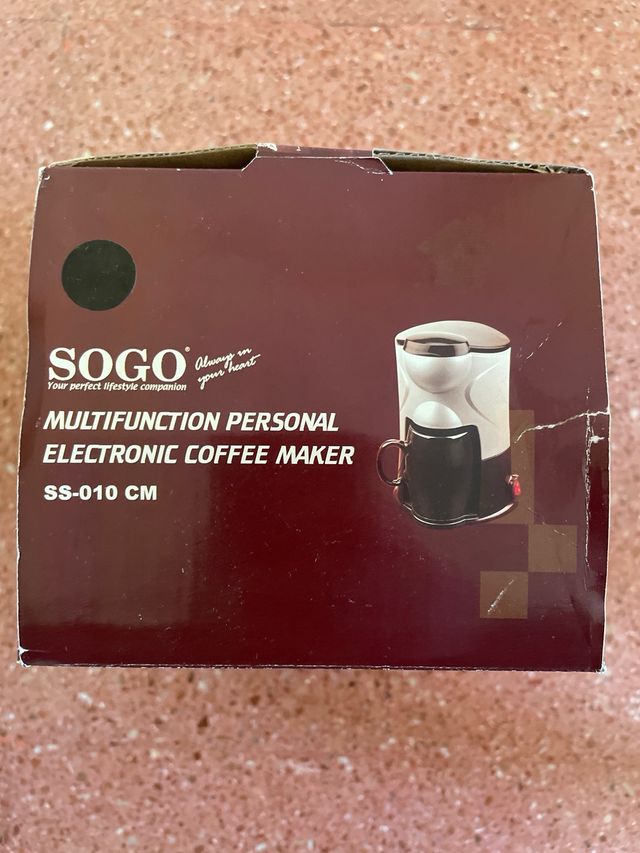 SOGO® Always in
your heart
Your perfect lifestyle companion
MULTIFUNCTION PERSONAL
ELECTRONIC COFFEE MAKER
SS-010 CM